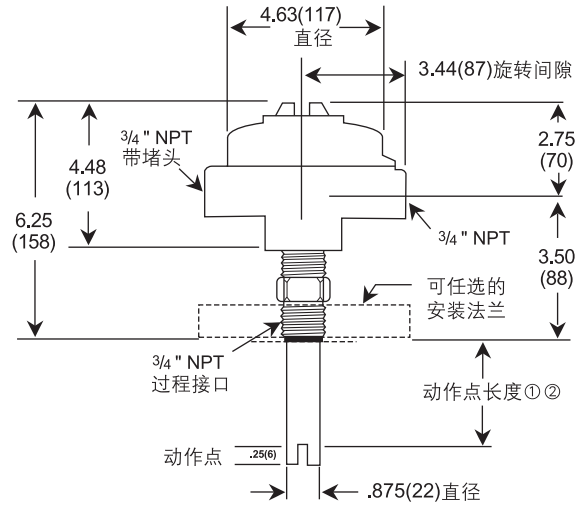 4.63(117)
直径
3.44(87)旋转间隙
3/4" NPT
带堵头
4.48
(113)
2.75
(70)
6.25
(158)
3/4" NPT
3.50
(88)
可任选的
安装法兰
3/4" NPT
过程接口
动作点长度①②
动作点
.25(6)
.875(22)直径